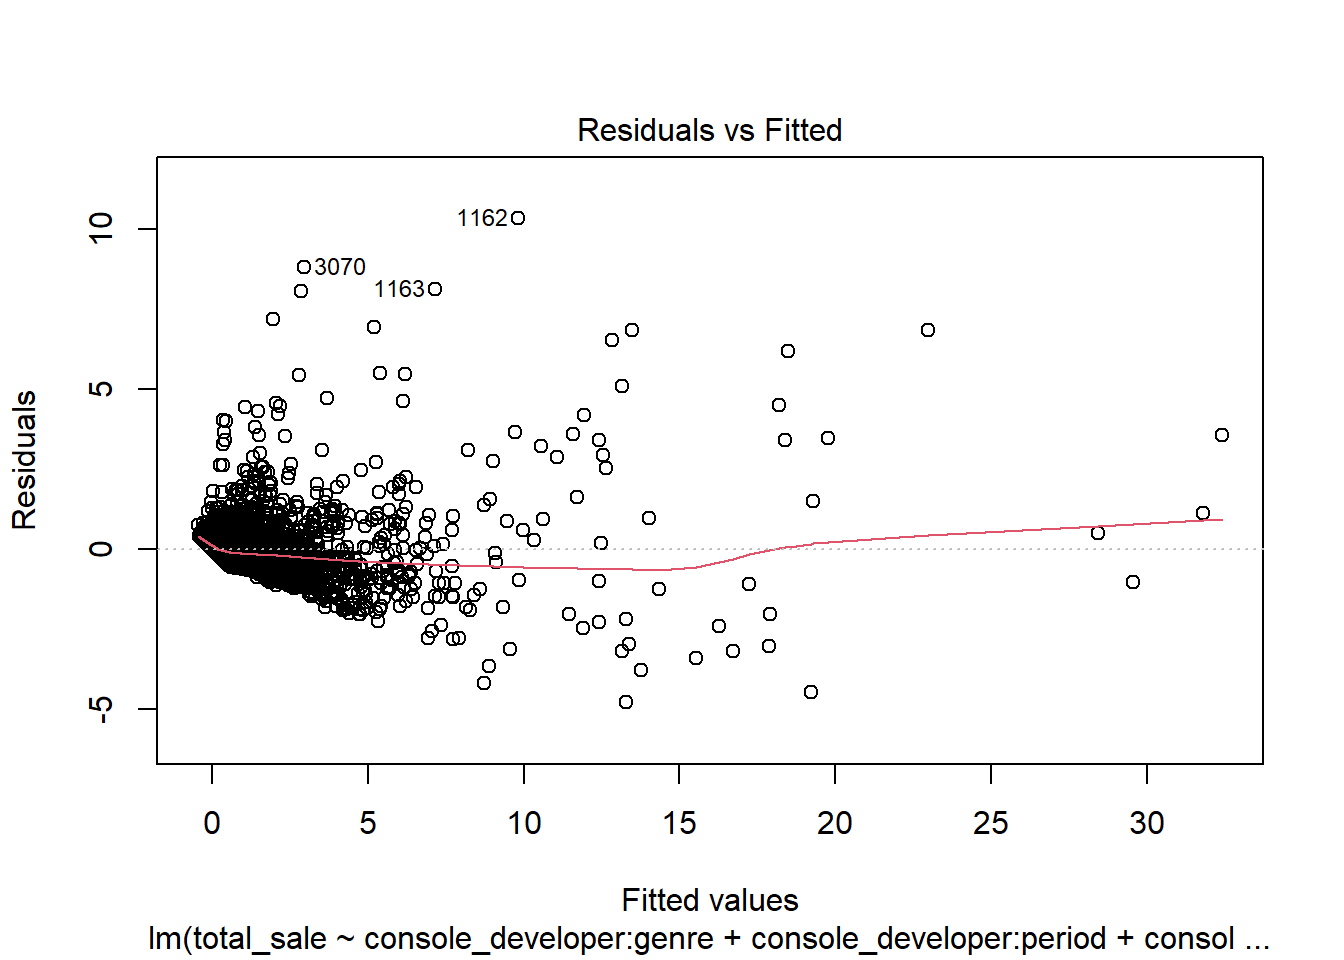 Residuals vs Fitted
Residuals
10
5
0
-5
1162
3070
1163
0 5 10 15 20 25 30
Fitted values
lm(total_sale ~ console_developer:genre + console_developer:period + consol ...